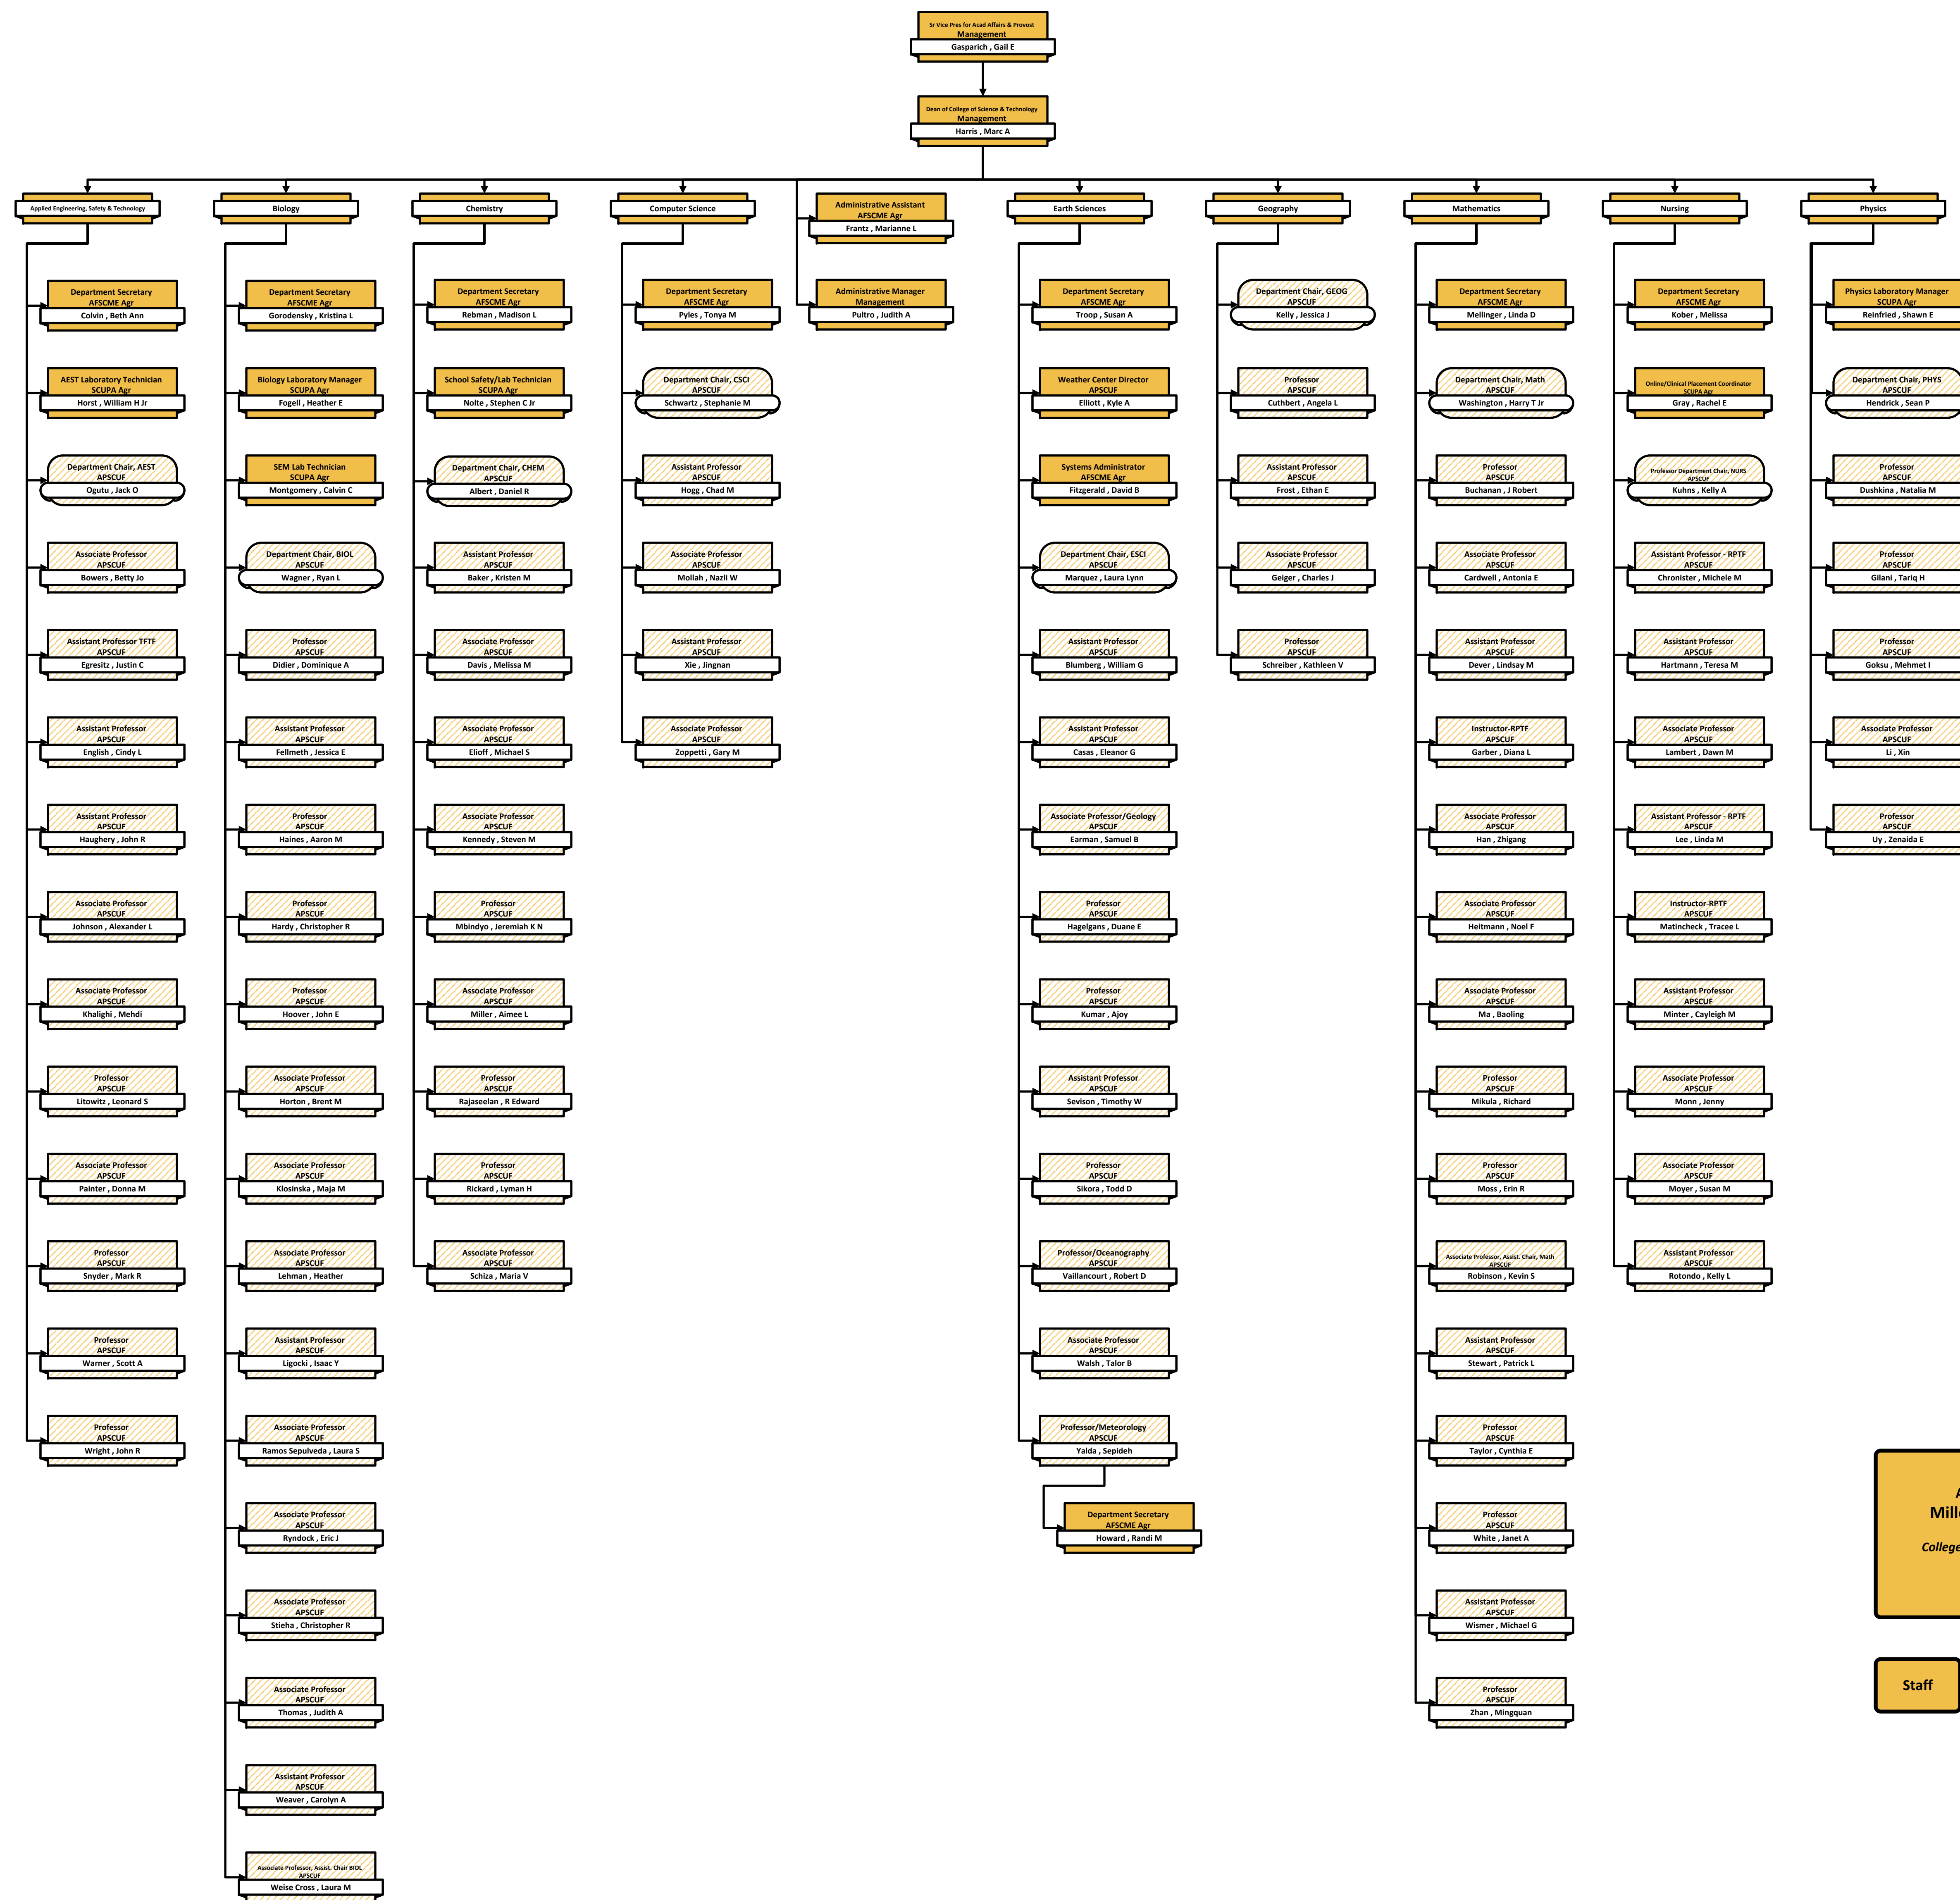 Sr Vice Pres for Acad Affairs & Provost
Management
Gasparich , Gail E
Dean of College of Science & Technology
Management
Harris , Marc A
Applied Engineering, Safety & Technology
Department Secretary
AFSCME Agr
Colvin , Beth Ann
AEST Laboratory Technician
SCUPA Agr
Horst , William H Jr
Department Chair, AEST
APSCUF
Ogutu , Jack O
Associate Professor
APSCUF
Bowers , Betty Jo
Assistant Professor TFTF
APSCUF
Egresitz , Justin C
Assistant Professor
APSCUF
English , Cindy L
Assistant Professor
APSCUF
Haughery , John R
Associate Professor
APSCUF
Johnson , Alexander L
Associate Professor
APSCUF
Khalighi , Mehdi
Professor
APSCUF
Litowitz , Leonard S
Associate Professor
APSCUF
Painter , Donna M
Professor
APSCUF
Snyder , Mark R
Professor
APSCUF
Warner , Scott A
Professor
APSCUF
Wright , John R
Biology
Department Secretary
AFSCME Agr
Gorodensky , Kristina L
Biology Laboratory Manager
SCUPA Agr
Fogell , Heather E
SEM Lab Technician
SCUPA Agr
Montgomery , Calvin C
Department Chair, BIOL
APSCUF
Wagner , Ryan L
Professor
APSCUF
Didier , Dominique A
Assistant Professor
APSCUF
Fellmeth , Jessica E
Professor
APSCUF
Haines , Aaron M
Professor
APSCUF
Hardy , Christopher R
Professor
APSCUF
Hoover , John E
Associate Professor
APSCUF
Horton , Brent M
Associate Professor
APSCUF
Klosinska , Maja M
Associate Professor
APSCUF
Lehman , Heather
Assistant Professor
APSCUF
Ligocki , Isaac Y
Associate Professor
APSCUF
Ramos Sepulveda , Laura S
Associate Professor
APSCUF
Ryndock , Eric J
Associate Professor
APSCUF
Stieha , Christopher R
Associate Professor
APSCUF
Thomas , Judith A
Assistant Professor
APSCUF
Weaver , Carolyn A
Associate Professor, Assist. Chair BIOL
APSCUF
Weise Cross , Laura M
Chemistry
Department Secretary
AFSCME Agr
Rebman , Madison L
School Safety/Lab Technician
SCUPA Agr
Nolte , Stephen C Jr
Department Chair, CHEM
APSCUF
Albert , Daniel R
Assistant Professor
APSCUF
Baker , Kristen M
Associate Professor
APSCUF
Davis , Melissa M
Associate Professor
APSCUF
Elioff , Michael S
Associate Professor
APSCUF
Kennedy , Steven M
Professor
APSCUF
Mbindyo , Jeremiah K N
Associate Professor
APSCUF
Miller , Aimee L
Professor
APSCUF
Rajaseelan , R Edward
Professor
APSCUF
Rickard , Lyman H
Associate Professor
APSCUF
Schiza , Maria V
Computer Science
Department Secretary
AFSCME Agr
Pyles , Tonya M
Department Chair, CSCI
APSCUF
Schwartz , Stephanie M
Assistant Professor
APSCUF
Hogg , Chad M
Associate Professor
APSCUF
Mollah , Nazli W
Assistant Professor
APSCUF
Xie , Jingnan
Associate Professor
APSCUF
Zoppetti , Gary M
Administrative Assistant
AFSCME Agr
Frantz , Marianne L
Administrative Manager
Management
Pultro , Judith A
Earth Sciences
Department Secretary
AFSCME Agr
Troop , Susan A
Weather Center Director
APSCUF
Elliott , Kyle A
Systems Administrator
AFSCME Agr
Fitzgerald , David B
Department Chair, ESCI
APSCUF
Marquez , Laura Lynn
Assistant Professor
APSCUF
Blumberg , William G
Assistant Professor
APSCUF
Casas , Eleanor G
Associate Professor/Geology
APSCUF
Earman , Samuel B
Professor
APSCUF
Hagelgans , Duane E
Professor
APSCUF
Kumar , Ajoy
Assistant Professor
APSCUF
Sevison , Timothy W
Professor
APSCUF
Sikora , Todd D
Professor/Oceanography
APSCUF
Vaillancourt , Robert D
Associate Professor
APSCUF
Walsh , Talor B
Professor/Meteorology
APSCUF
Yalda , Sepideh
Department Secretary
AFSCME Agr
Howard , Randi M
Geography
Department Chair, GEOG
APSCUF
Kelly , Jessica J
Professor
APSCUF
Cuthbert , Angela L
Assistant Professor
APSCUF
Frost , Ethan E
Associate Professor
APSCUF
Geiger , Charles J
Professor
APSCUF
Schreiber , Kathleen V
Mathematics
Department Secretary
AFSCME Agr
Mellinger , Linda D
Department Chair, Math
APSCUF
Washington , Harry T Jr
Professor
APSCUF
Buchanan , J Robert
Associate Professor
APSCUF
Cardwell , Antonia E
Assistant Professor
APSCUF
Dever , Lindsay M
Instructor-RPTF
APSCUF
Garber , Diana L
Associate Professor
APSCUF
Han , Zhigang
Associate Professor
APSCUF
Heitmann , Noel F
Associate Professor
APSCUF
Ma , Baoling
Professor
APSCUF
Mikula , Richard
Professor
APSCUF
Moss , Erin R
Associate Professor, Assist. Chair, Math
APSCUF
Robinson , Kevin S
Assistant Professor
APSCUF
Stewart , Patrick L
Professor
APSCUF
Taylor , Cynthia E
Professor
APSCUF
White , Janet A
Assistant Professor
APSCUF
Wismer , Michael G
Professor
APSCUF
Zhan , Mingquan
Nursing
Department Secretary
AFSCME Agr
Kober , Melissa
Online/Clinical Placement Coordinator
SCUPA Agr
Gray , Rachel E
Professor Department Chair, NURS
APSCUF
Kuhns , Kelly A
Assistant Professor - RPTF
APSCUF
Chronister , Michele M
Assistant Professor
APSCUF
Hartmann , Teresa M
Associate Professor
APSCUF
Lambert , Dawn M
Assistant Professor - RPTF
APSCUF
Lee , Linda M
Instructor-RPTF
APSCUF
Matincheck , Tracee L
Assistant Professor
APSCUF
Minter , Cayleigh M
Associate Professor
APSCUF
Monn , Jenny
Associate Professor
APSCUF
Moyer , Susan M
Assistant Professor
APSCUF
Rotondo , Kelly L
Physics
Physics Laboratory Manager
SCUPA Agr
Reinfried , Shawn E
Department Chair, PHYS
APSCUF
Hendrick , Sean P
Professor
APSCUF
Dushkina , Natalia M
Professor
APSCUF
Gilani , Tariq H
Professor
APSCUF
Goksu , Mehmet I
Associate Professor
APSCUF
Li , Xin
Professor
APSCUF
Uy , Zenaida E
College
Staff